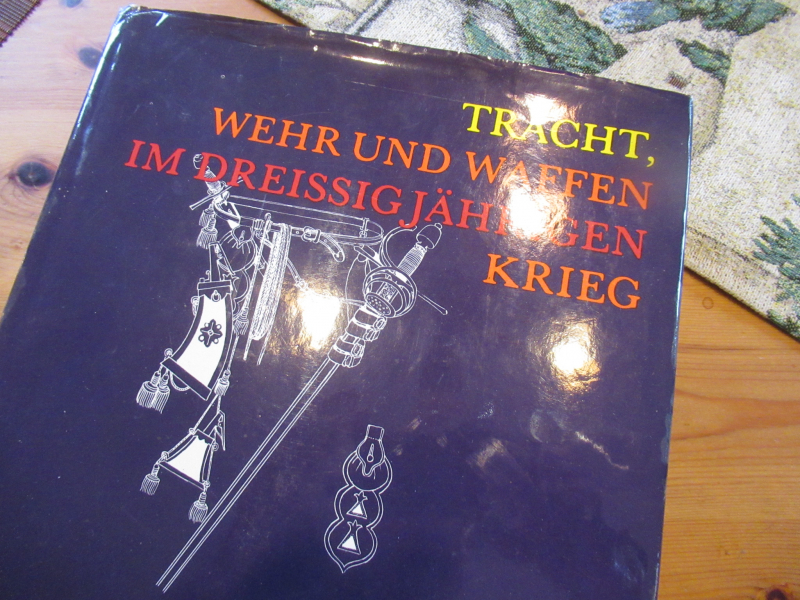 TRACHT,
WEHR UND WAFFEN
IM DREISSIGJÄHRIGEN
KRIEG